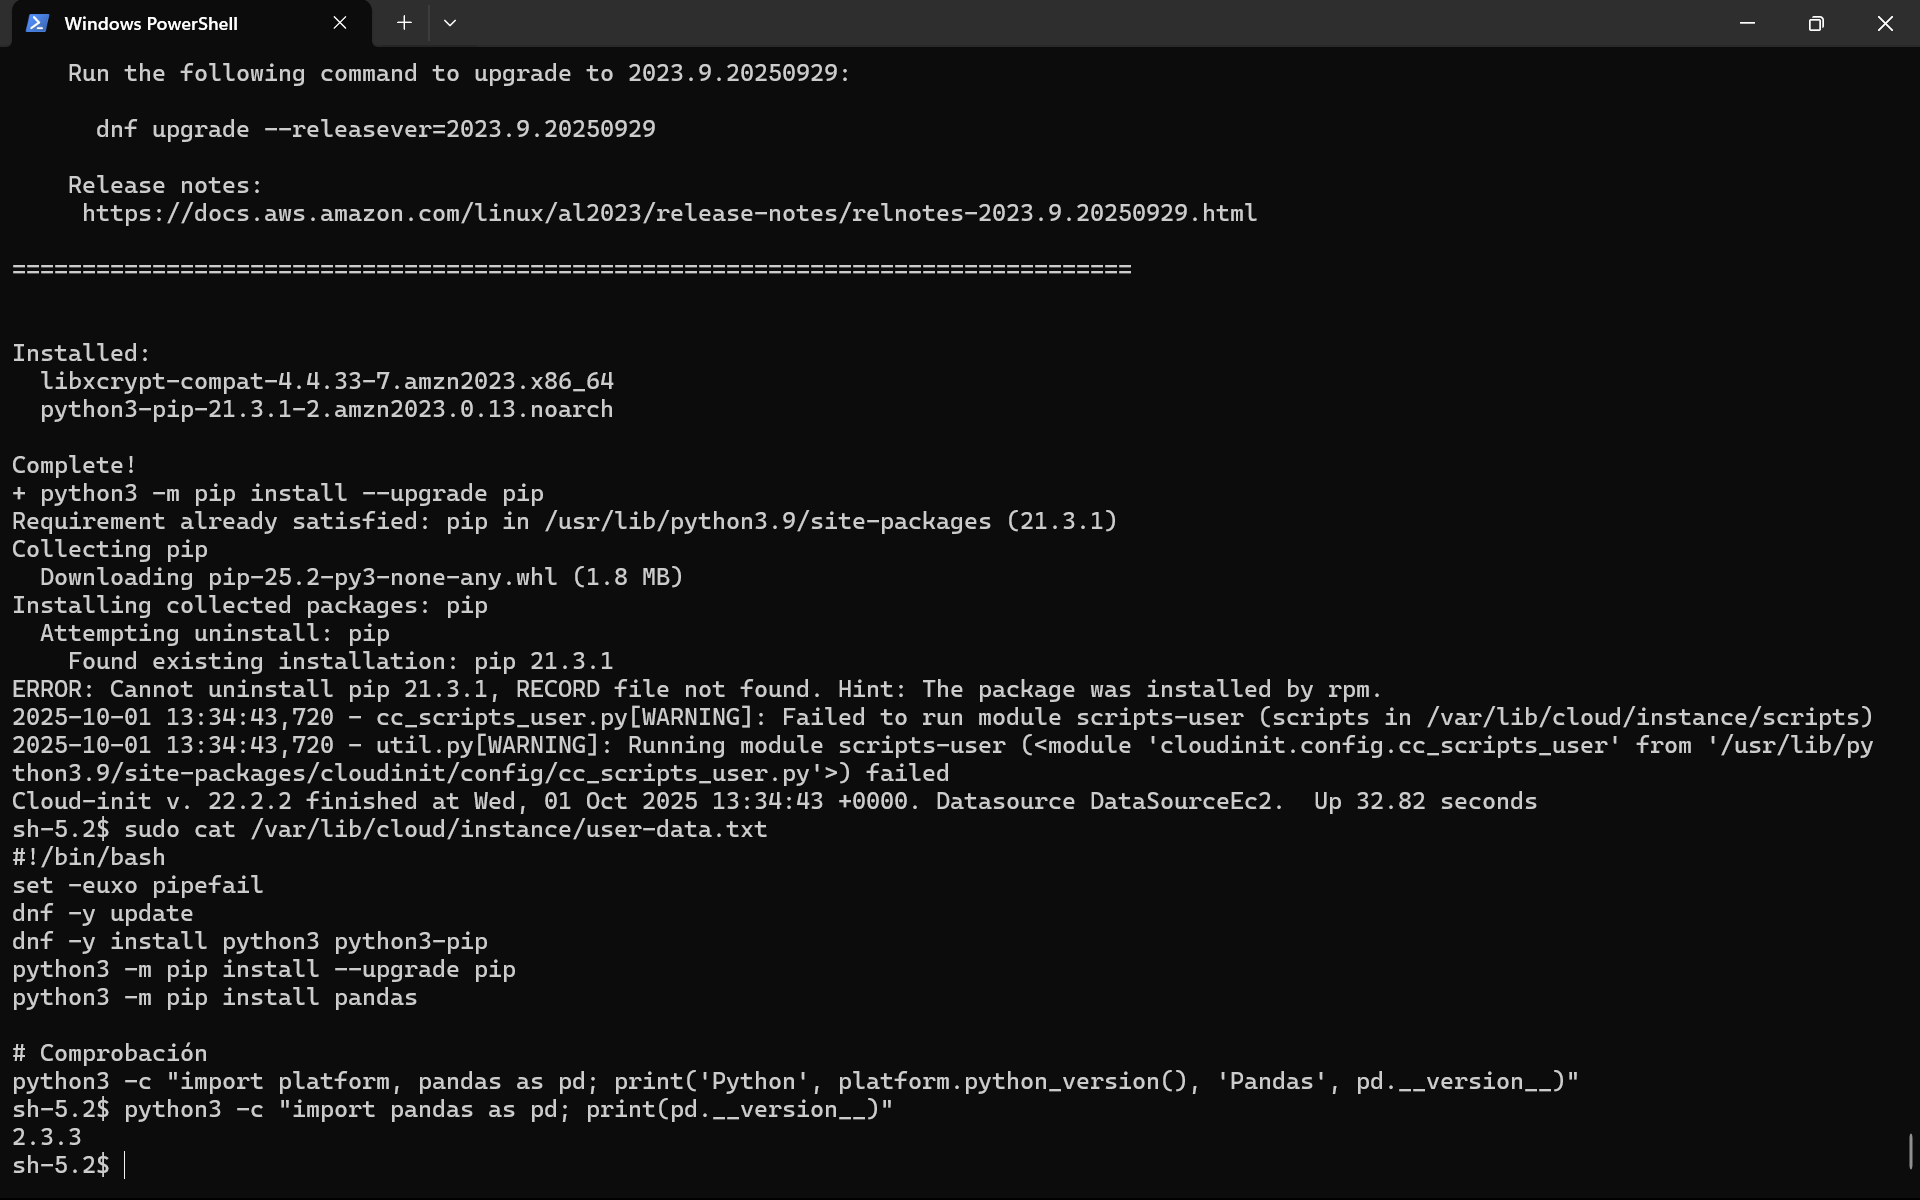 Windows PowerShell
Run the following command to upgrade to 2023.9.20250929:
dnf upgrade --releasever=2023.9.20250929
Release notes:
https://docs.aws.amazon.com/linux/al2023/release-notes/relnotes-2023.9.20250929.html
================================================================================
Installed:
libxcrypt-compat-4.4.33-7.amzn2023.x86_64
python3-pip-21.3.1-2.amzn2023.0.13.noarch
Complete!
+ python3 -m pip install --upgrade pip
Requirement already satisfied: pip in /usr/lib/python3.9/site-packages (21.3.1)
Collecting pip
Downloading pip-25.2-py3-none-any.whl (1.8 MB)
Installing collected packages: pip
Attempting uninstall: pip
Found existing installation: pip 21.3.1
ERROR: Cannot uninstall pip 21.3.1, RECORD file not found. Hint: The package was installed by rpm.
2025-10-01 13:34:43,720 - cc_scripts_user.py[WARNING]: Failed to run module scripts-user (scripts in /var/lib/cloud/instance/scripts)
2025-10-01 13:34:43,720 - util.py[WARNING]: Running module scripts-user (<module 'cloudinit.config.cc_scripts_user' from '/usr/lib/py
thon3.9/site-packages/cloudinit/config/cc_scripts_user.py'>) failed
Cloud-init v. 22.2.2 finished at Wed, 01 Oct 2025 13:34:43 +0000. Datasource DataSourceEc2.  Up 32.82 seconds
sh-5.2$ sudo cat /var/lib/cloud/instance/user-data.txt
#!/bin/bash
set -euxo pipefail
dnf -y update
dnf -y install python3 python3-pip
python3 -m pip install --upgrade pip
python3 -m pip install pandas
# Comprobación
python3 -c "import platform, pandas as pd; print('Python', platform.python_version(), 'Pandas', pd.__version__)"
sh-5.2$ python3 -c "import pandas as pd; print(pd.__version__)"
2.3.3
sh-5.2$